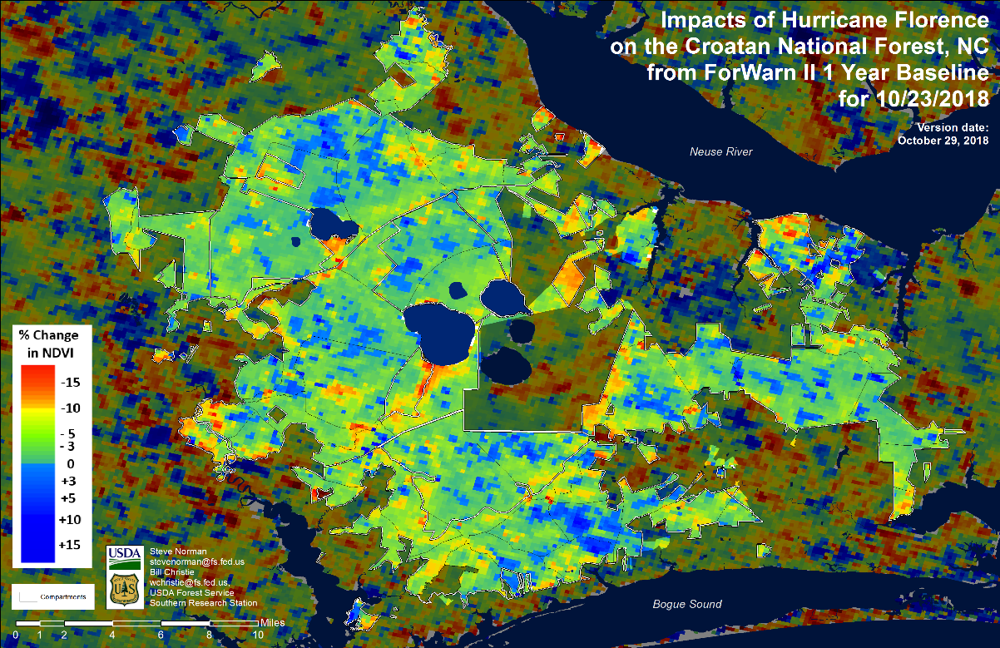 Impacts of Hurricane Florence
on the Croatan National Forest, NC
from ForWarn II 1 Year Baseline
for 10/23/2018
Version date:
October 29, 2018
Neuse River
% Change
in NDVI
-15
-10
- 5
- 3
0
+3
+5
+10
+15
Compartments
USDA
U S
Steve Norman
stevenorman@fs.fed.us
Bill Christie
wchristie@fs.fed.us,
USDA Forest Service
Southern Research Station
Bogue Sound
Miles
0 1 2 4 6 8 10